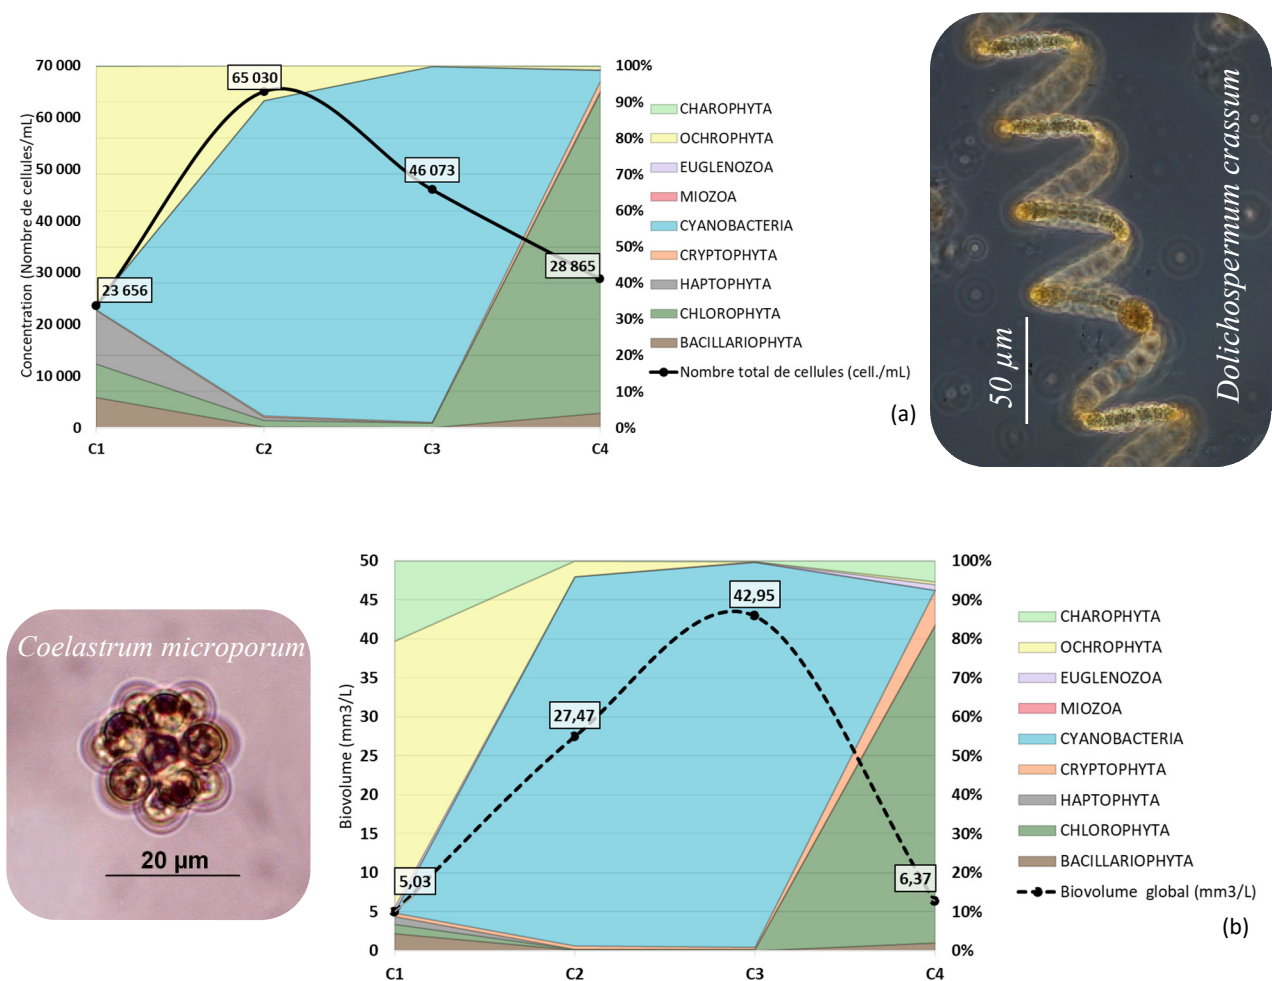 70 000
60 000
50 000
40 000
30 000
20 000
10 000
0
Concentration (Nombre de cellules/mL)
100%
90%
80%
70%
60%
50%
40%
30%
20%
10%
0%
65 030
46 073
28 865
23 656
C1
C2
C3
C4
CHAROPHYTA
OCHROPHYTA
EUGLENOZOA
MIOZOA
CYANOBACTERIA
CRYPTOPHYTA
HAPTOPHYTA
CHLOROPHYTA
BACILLARIOPHYTA
Nombre total de cellules (cell./mL)
(a)
50 µm
Dolichospermum crassum
Coelastrum microporum
20 µm
50
45
40
35
30
25
20
15
10
5
0
Biovolume (mm3/L)
100%
90%
80%
70%
60%
50%
40%
30%
20%
10%
0%
42,95
27,47
5,03
6,37
C1
C2
C3
C4
CHAROPHYTA
OCHROPHYTA
EUGLENOZOA
MIOZOA
CYANOBACTERIA
CRYPTOPHYTA
HAPTOPHYTA
CHLOROPHYTA
BACILLARIOPHYTA
Biovolume global (mm3/L)
(b)